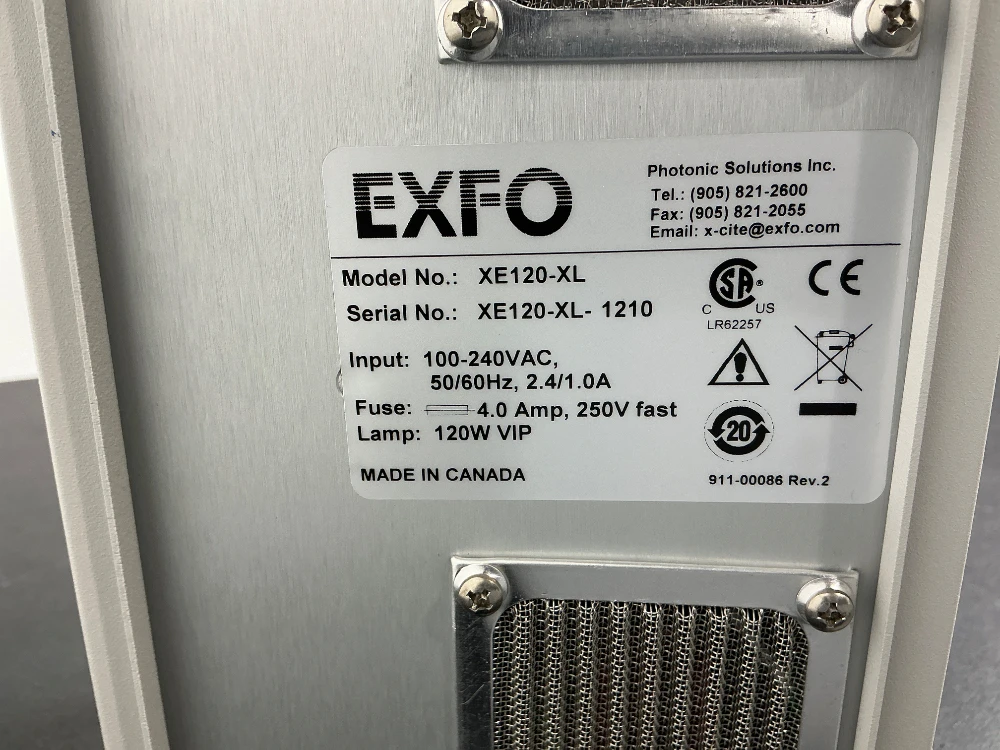 EXFO
Photonic Solutions Inc.
Tel.: (905) 821-2600
Fax: (905) 821-2055
Email: x-cite@exfo.com
Model No.: XE120-XL
Serial No.: XE120-XL- 1210
Input: 100-240VAC,
50/60Hz, 2.4/1.0A
Fuse: 4.0 Amp, 250V fast
Lamp: 120W VIP
MADE IN CANADA
SA
C US
LR62257
CE
20
911-00086 Rev.2